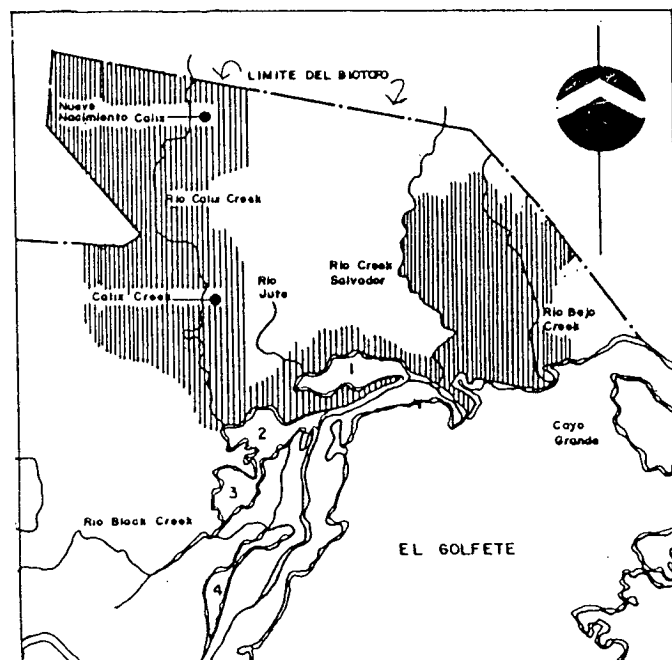 LIMITE DEL BIOTOPO
Nuevo
Nacimiento Calix
Rio Calix Creek
Calix Creek
Rio
Jute
Rio Creek
Salvador
Rio Bejo
Creek
1
2
3
4
Cayo
Grande
Rio Black Creek
EL GOLFETE